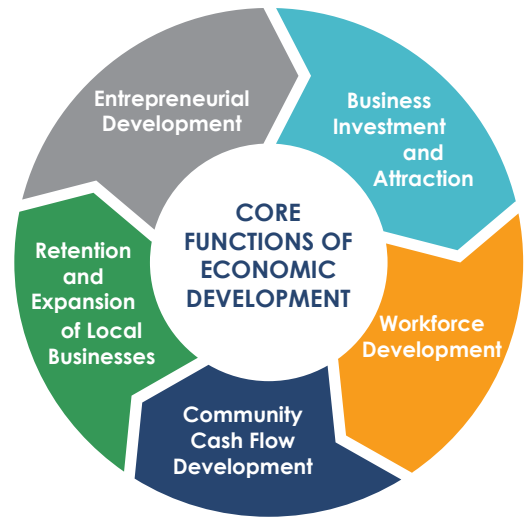 CORE
FUNCTIONS OF
ECONOMIC
DEVELOPMENT
Entrepreneurial
Development
Business
Investment
and
Attraction
Workforce
Development
Community
Cash Flow
Development
Retention
and
Expansion
of Local
Businesses